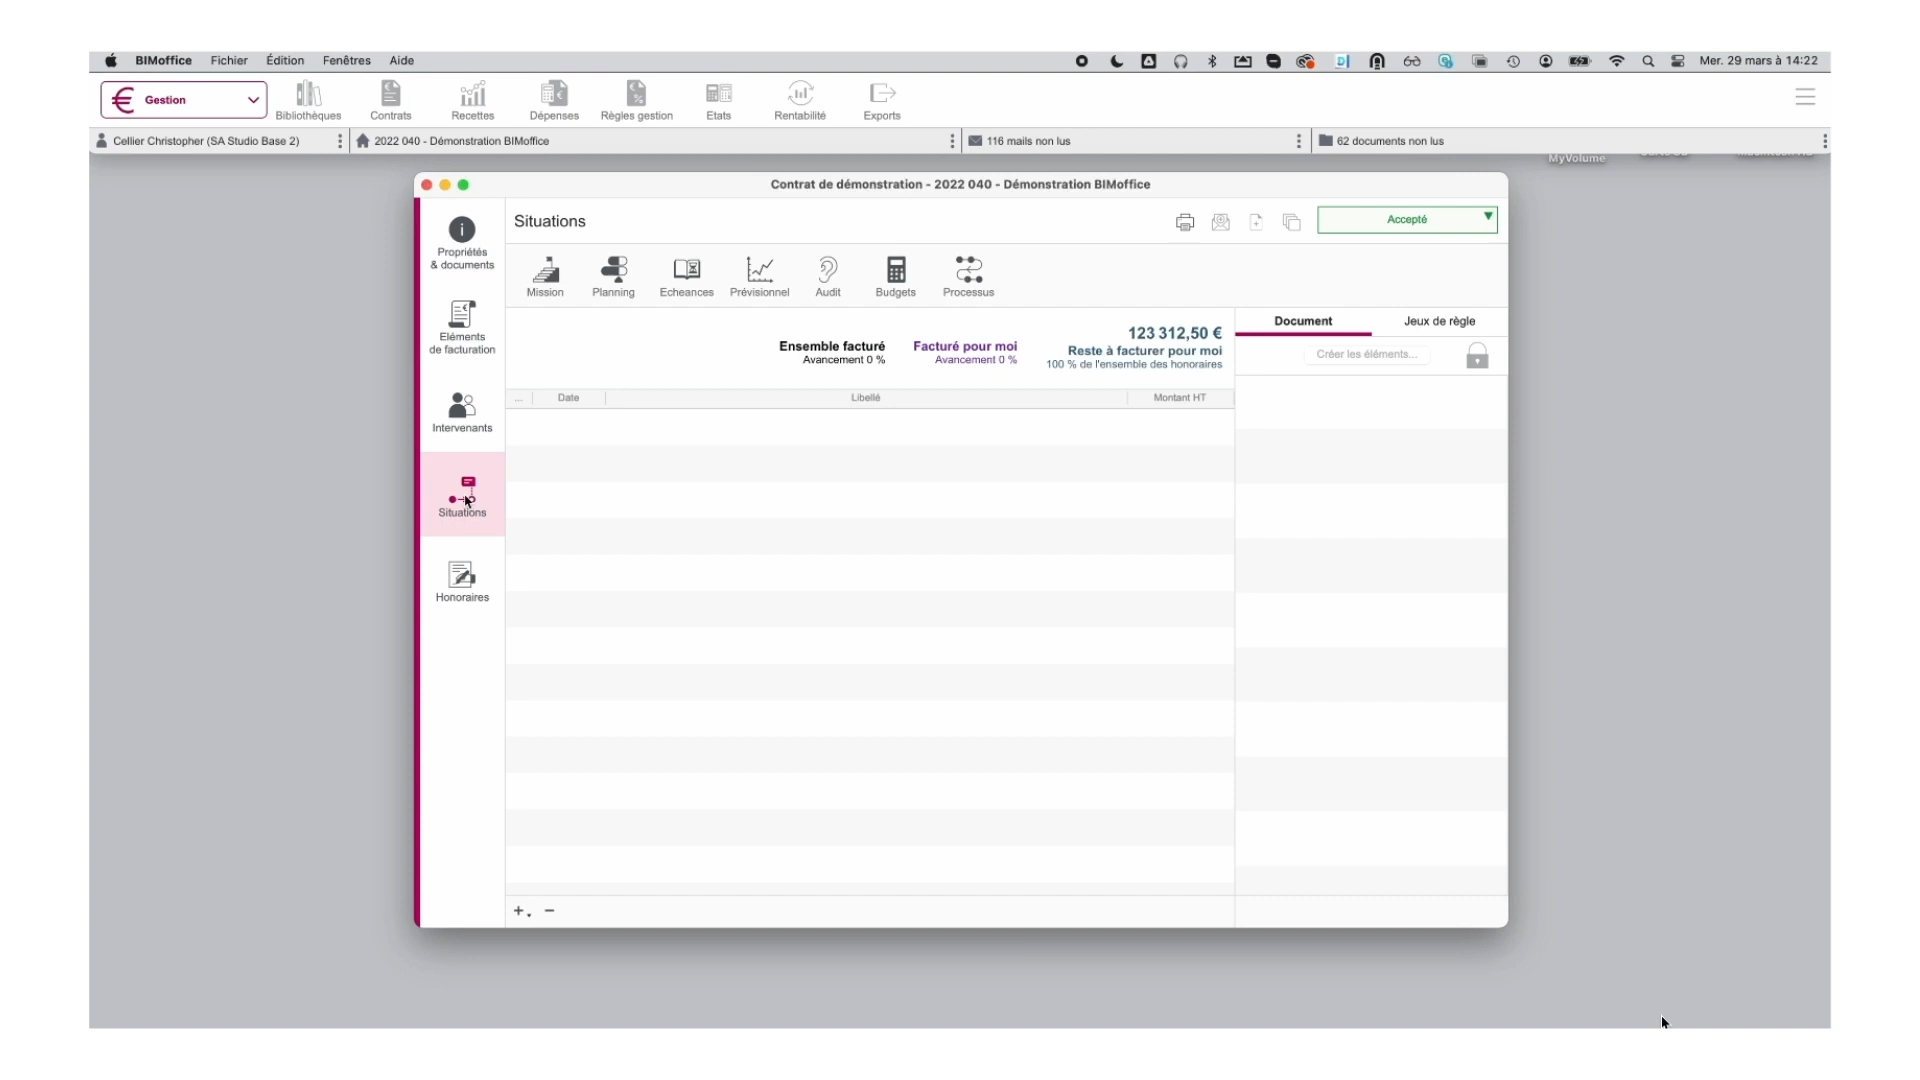 BIMoffice Fichier Édition Fenêtres Aide
Mer. 29 mars à 14:22
Gestion
Bibliothèques Contrats Recettes Dépenses Règles gestion Etats Rentabilité Exports
Cellier Christopher (SA Studio Base 2) 2022 040 - Démonstration BIMoffice 116 mails non lus 62 documents non lus
MyVolume
Contrat de démonstration - 2022 040 - Démonstration BIMoffice
Propriétés
& documents
Eléments
de facturation
Intervenants
Situations
Honoraires
Situations
Accepté
Mission Planning Echeances Prévisionnel Audit Budgets Processus
Ensemble facturé
Avancement 0 %
Facturé pour moi
Avancement 0 %
123 312,50 €
Reste à facturer pour moi
100 % de l'ensemble des honoraires
... Date Libellé Montant HT
Document Jeux de règle
Créer les éléments...